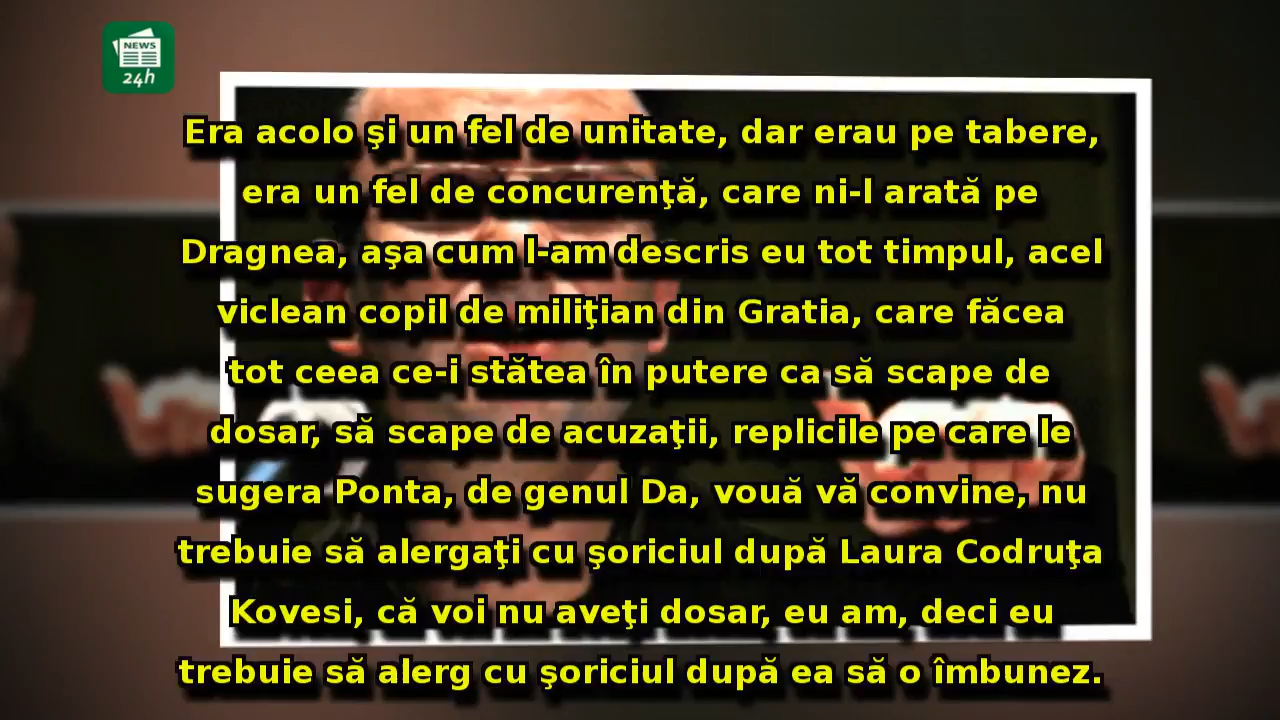 NEWS
24h
Era acolo şi un fel de unitate, dar erau pe tabere,
era un fel de concurenţă, care ni-l arată pe
Dragnea, aşa cum l-am descris eu tot timpul, acel
viclean copil de miliţian din Gratia, care făcea
tot ceea ce-i stătea în putere ca să scape de
dosar, să scape de acuzaţii, replicile pe care le
sugera Ponta, de genul Da, vouă vă convine, nu
trebuie să alergaţi cu şoriciul după Laura Codruţa
Kovesi, că voi nu aveţi dosar, eu am, deci eu
trebuie să alerg cu şoriciul după ea să o îmbunez.